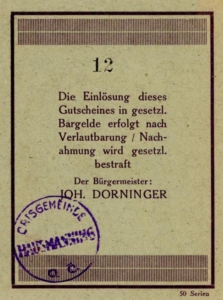 12
Die Einlösung dieses
Gutscheines in gesetzl.
Bargelde erfolgt nach
Verlautbarung / Nach-
ahmung wird gesetzl.
bestraft
Der Bürgermeister:
JOH. DORNINGER
ORTSGEMEINDE
HAUSMANNING
O. Ö.
50 Serien